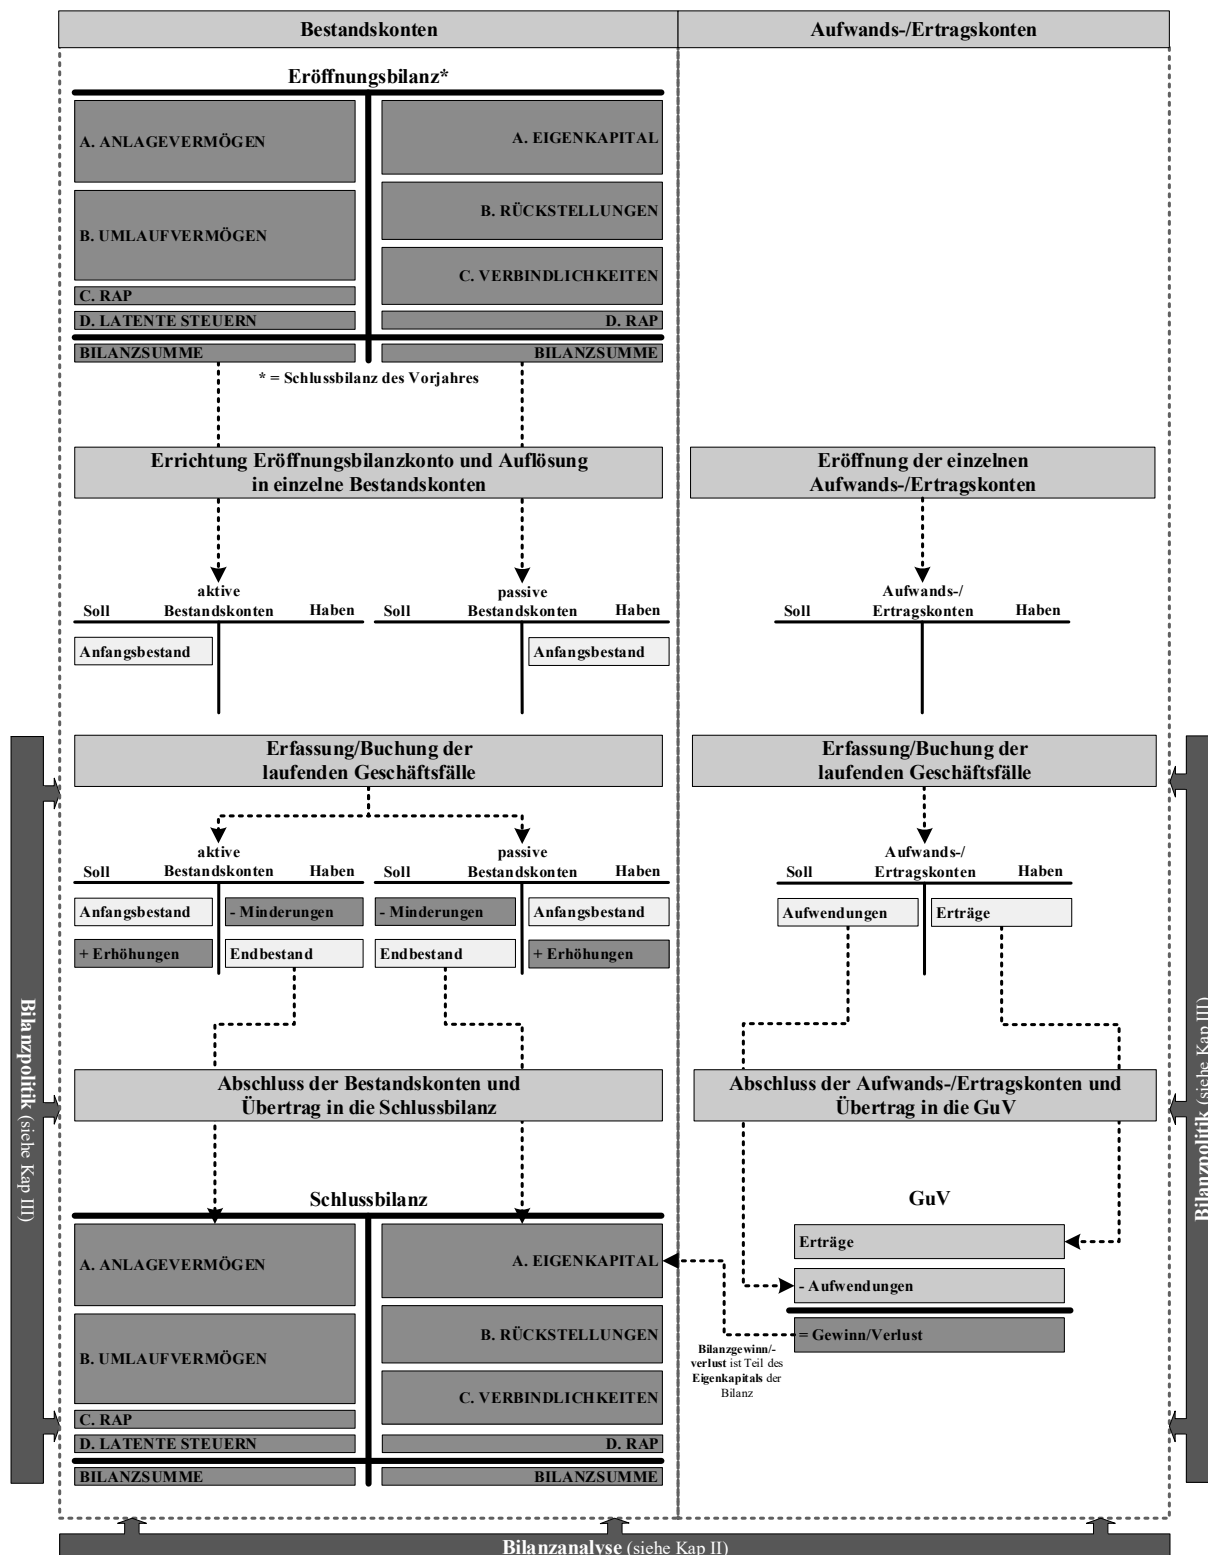 Bestandskonten
Aufwands-/Ertragskonten
Eröffnungsbilanz*
A. ANLAGEVERMÖGEN
A. EIGENKAPITAL
B. RÜCKSTELLUNGEN
B. UMLAUFVERMÖGEN
C. VERBINDLICHKEITEN
C. RAP
D. LATENTE STEUERN
D. RAP
BILANZSUMME
BILANZSUMME
* = Schlussbilanz des Vorjahres
Errichtung Eröffnungsbilanzkonto und Auflösung
in einzelne Bestandskonten
Eröffnung der einzelnen
Aufwands-/Ertragskonten
aktive
Soll Bestandskonten Haben
passive
Soll Bestandskonten Haben
Aufwands-/
Soll Ertragskonten Haben
Anfangsbestand
Anfangsbestand
Erfassung/Buchung der
laufenden Geschäftsfälle
Erfassung/Buchung der
laufenden Geschäftsfälle
aktive
Soll Bestandskonten Haben
passive
Soll Bestandskonten Haben
Aufwands-/
Soll Ertragskonten Haben
Anfangsbestand
- Minderungen
- Minderungen
Anfangsbestand
Aufwendungen
Erträge
+ Erhöhungen
Endbestand
Endbestand
+ Erhöhungen
Bilanzpolitik (siehe Kap III)
Bilanzpolitik (siehe Kap III)
Abschluss der Bestandskonten und
Übertrag in die Schlussbilanz
Abschluss der Aufwands-/Ertragskonten und
Übertrag in die GuV
Schlussbilanz
GuV
A. ANLAGEVERMÖGEN
A. EIGENKAPITAL
Erträge
- Aufwendungen
B. RÜCKSTELLUNGEN
= Gewinn/Verlust
B. UMLAUFVERMÖGEN
Bilanzgewinn/-
verlust ist Teil des
Eigenkapitals der
Bilanz
C. VERBINDLICHKEITEN
C. RAP
D. LATENTE STEUERN
D. RAP
BILANZSUMME
BILANZSUMME
Bilanzanalyse (siehe Kap II)